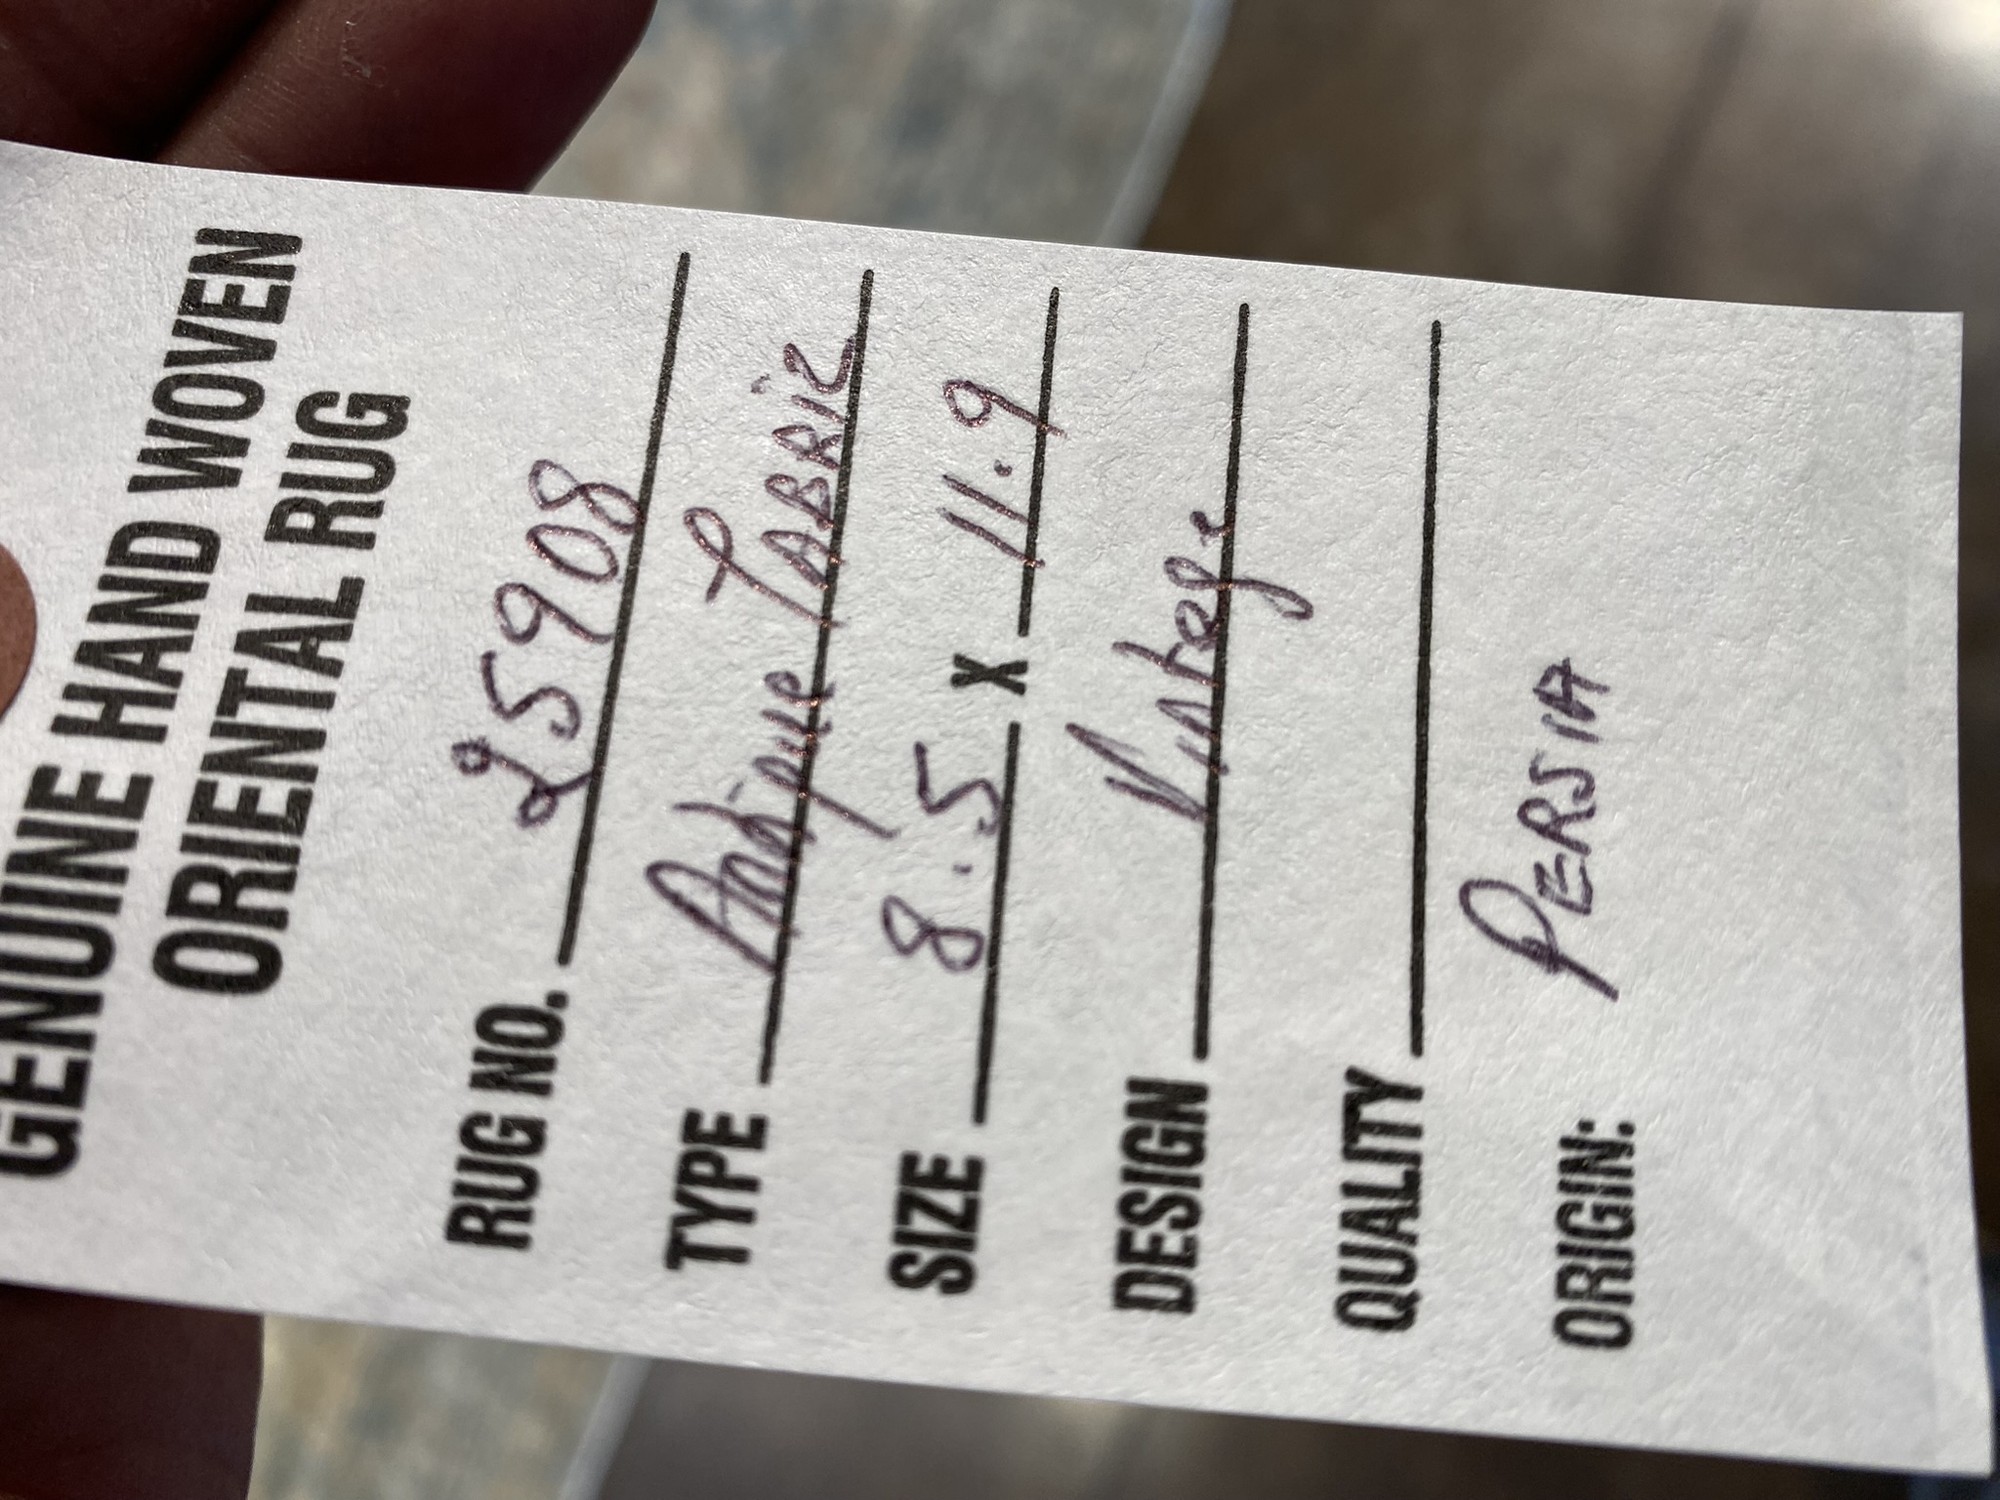 GENUINE HAND WOVEN
ORIENTAL RUG
RUG NO. 25908
TYPE Antique TABRIZ
SIZE 8.5 X 11.9
DESIGN Vintage
QUALITY
ORIGIN: PERSIA